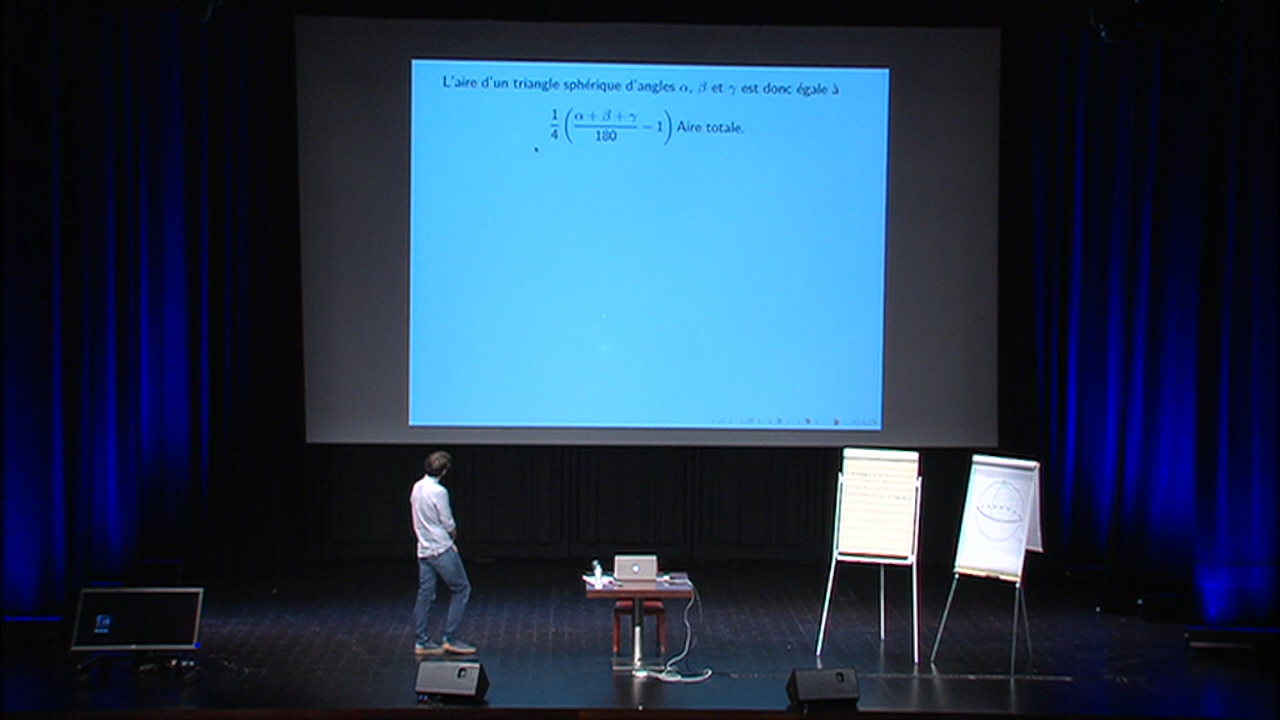 L'aire d'un triangle sphérique d'angles α, β et γ est donc égale à
1/4 ( (α + β + γ)/180 − 1 ) Aire totale.